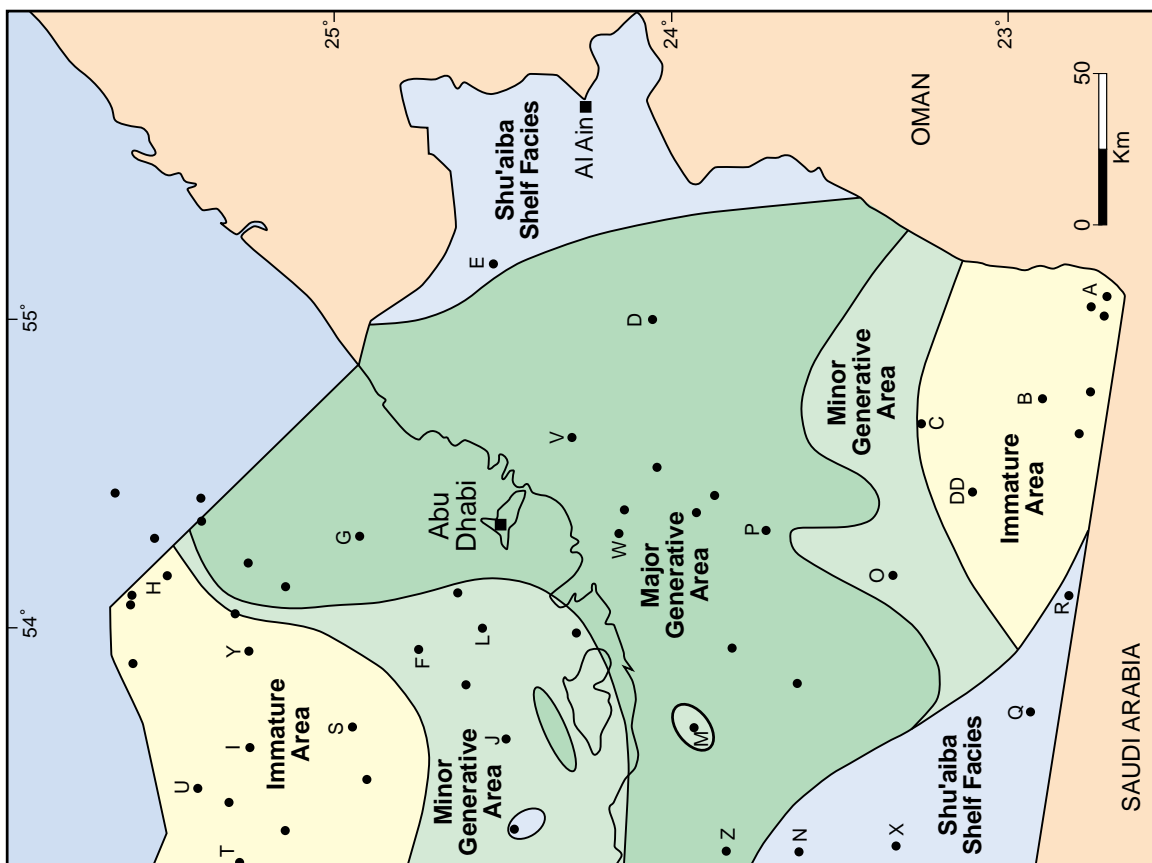 54°
55°
H
U
T
I
Y
Immature
Area
25°
S
G
F
Abu
Dhabi
Minor
Generative
Area
E
L
J
Shu'aiba
Shelf Facies
V
Al Ain
W
D
Major
Generative
Area
24°
M
Z
P
N
Minor
Generative
Area
O
X
OMAN
C
Shu'aiba
Shelf Facies
DD
Immature
Area
23°
Q
B
R
0 50
A
Km
SAUDI ARABIA